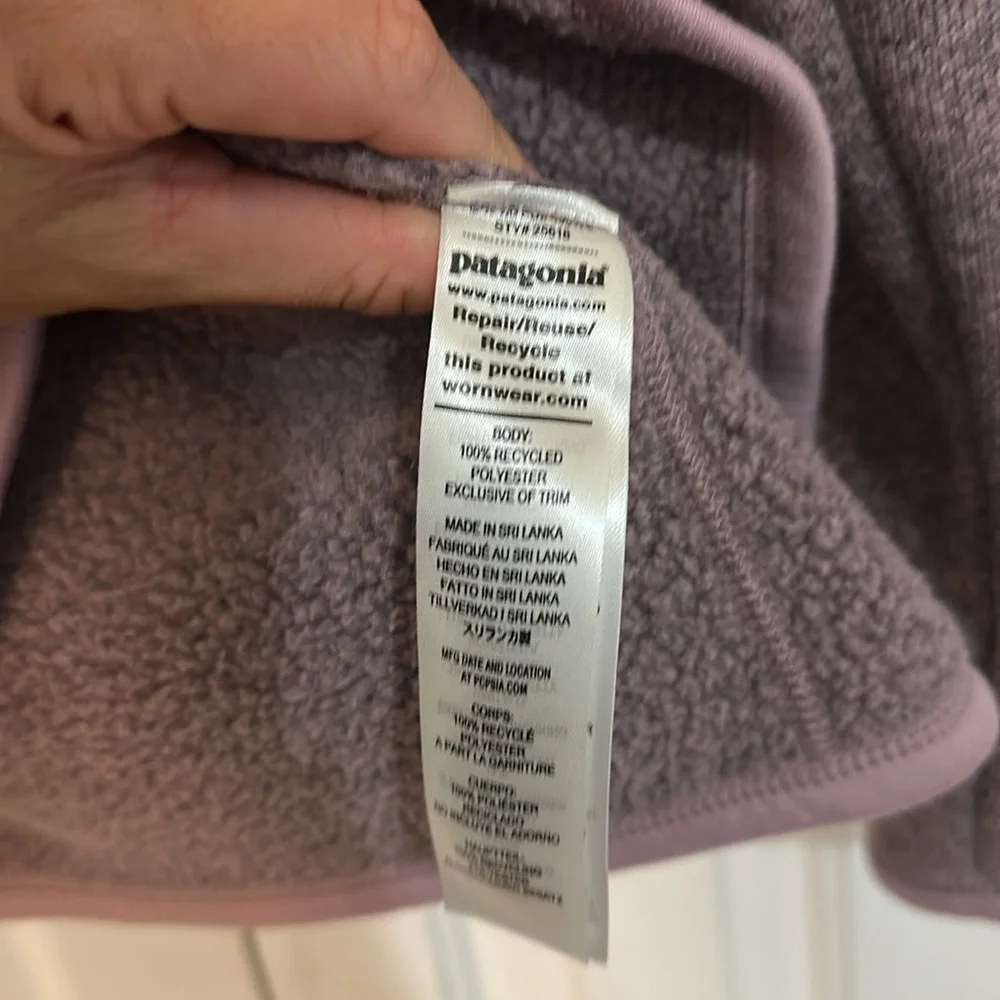 STY# 25616
patagonia
www.patagonia.com
Repair/Reuse/
Recycle
this product at
wornwear.com
BODY:
100% RECYCLED
POLYESTER
EXCLUSIVE OF TRIM
MADE IN SRI LANKA
FABRIQUÉ AU SRI LANKA
HECHO EN SRI LANKA
FATTO IN SRI LANKA
TILLVERKAD I SRI LANKA
スリランカ製
MFG DATE AND LOCATION
AT PCPSIA.COM
CORPS:
100% RECYCLÉ
POLYESTER
A PART LA GARNITURE
CUERPO:
100% POLIÉSTER
RECICLADO
NO INCLUYE EL ADORNO